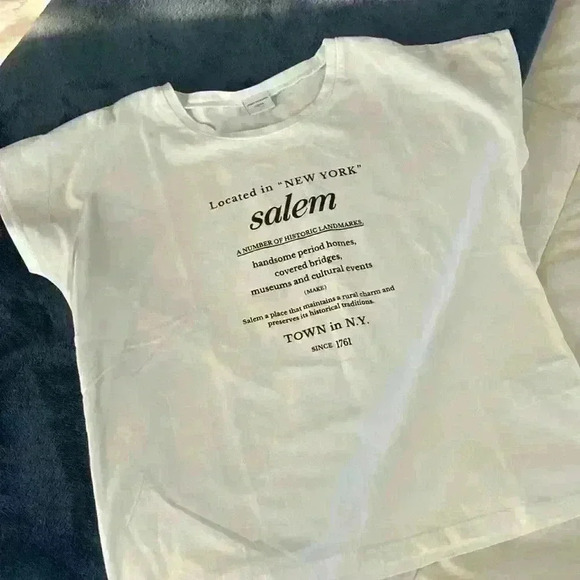 Located in "NEW YORK"
salem
A NUMBER OF HISTORIC LANDMARKS,
handsome period homes,
covered bridges,
museums and cultural events
(MAKE)
Salem a place that maintains a rural charm and
preserves its historical traditions.
TOWN in N.Y.
SINCE 1761